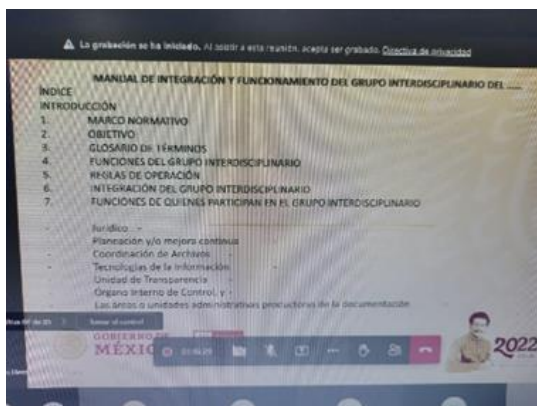 La grabación se ha iniciado. Al asistir a esta reunión, acepta ser grabado. Directiva de privacidad
MANUAL DE INTEGRACIÓN Y FUNCIONAMIENTO DEL GRUPO INTERDISCIPLINARIO DEL .....
ÍNDICE
INTRODUCCIÓN
1. MARCO NORMATIVO
2. OBJETIVO
3. GLOSARIO DE TÉRMINOS
4. FUNCIONES DEL GRUPO INTERDISCIPLINARIO
5. REGLAS DE OPERACIÓN
6. INTEGRACIÓN DEL GRUPO INTERDISCIPLINARIO
7. FUNCIONES DE QUIENES PARTICIPAN EN EL GRUPO INTERDISCIPLINARIO
- Jurídico -
- Planeación y/o mejora continua
- Coordinación de Archivos -
- Tecnologías de la Información -
- Unidad de Transparencia -
- Órgano Interno de Control, y -
- Las áreas o unidades administrativas productoras de la documentación
Tomar el control
GOBIERNO DE
MÉXICO
2022